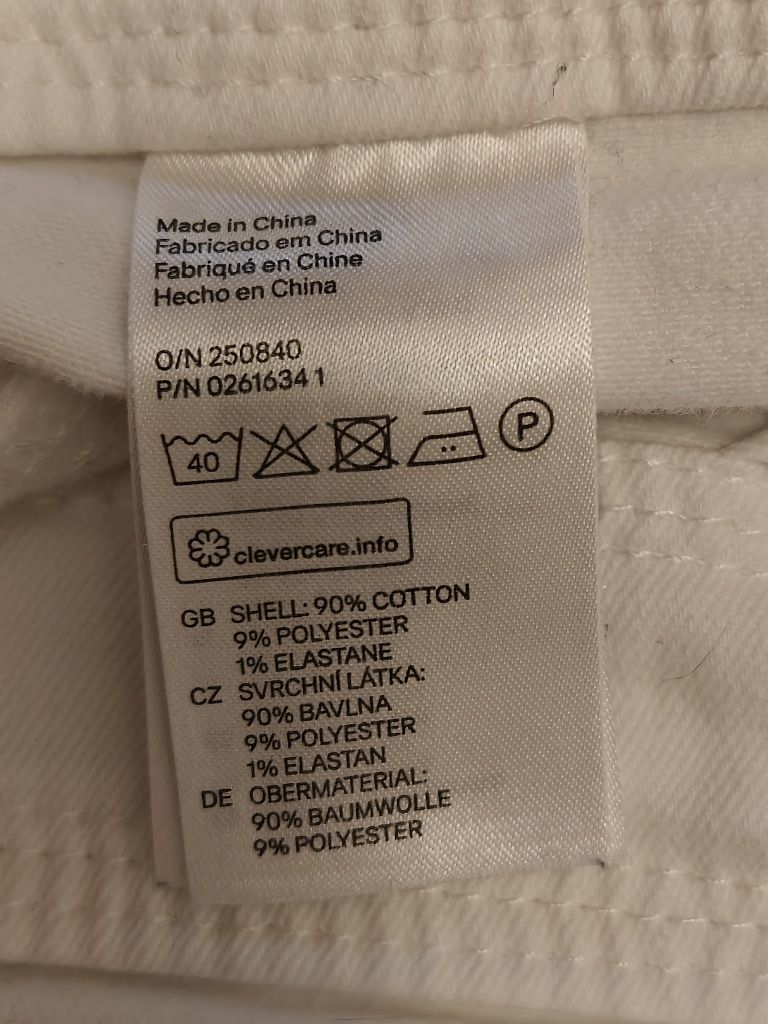 Made in China
Fabricado em China
Fabriqué en Chine
Hecho en China
O/N 250840
P/N 0261634 1
40 P
clevercare.info
GB SHELL: 90% COTTON
9% POLYESTER
1% ELASTANE
CZ SVRCHNÍ LÁTKA:
90% BAVLNA
9% POLYESTER
1% ELASTAN
DE OBERMATERIAL:
90% BAUMWOLLE
9% POLYESTER